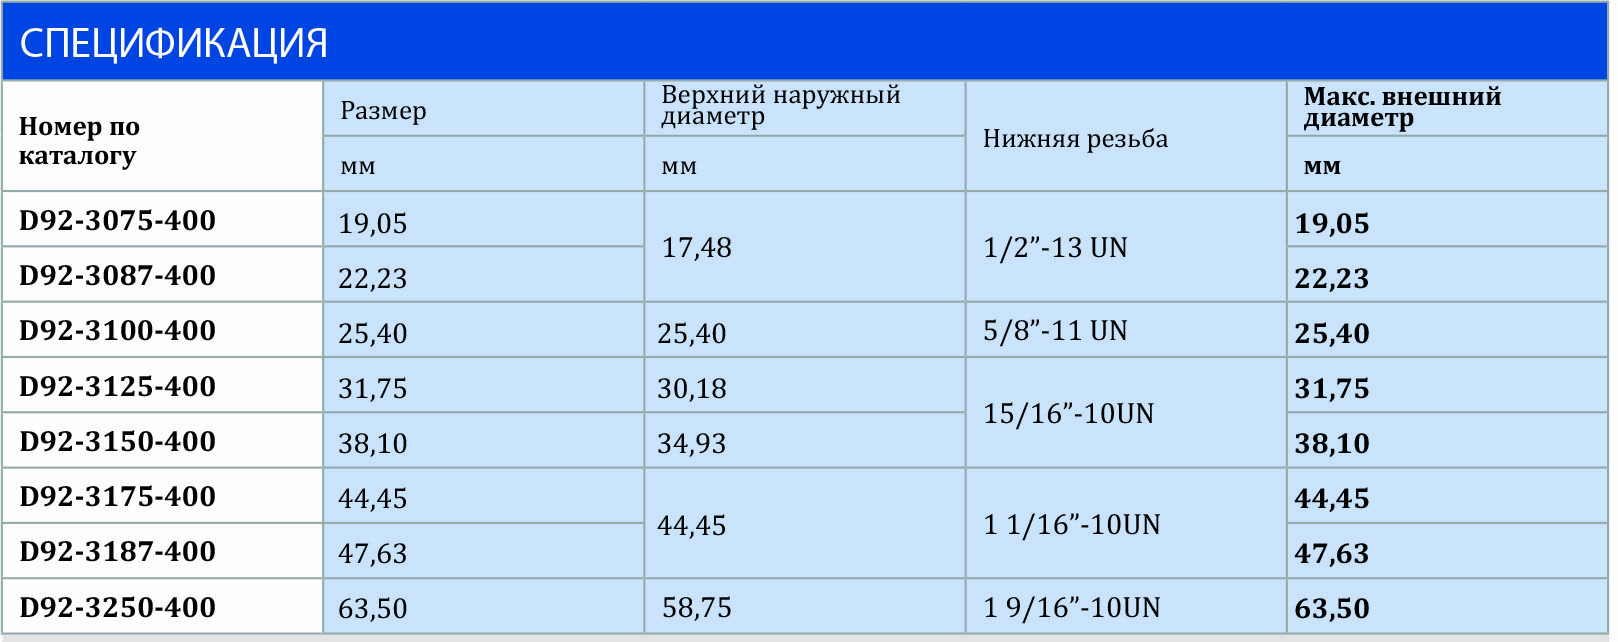 СПЕЦИФИКАЦИЯ
Номер по
каталогу
Размер
Верхний наружный
диаметр
Нижняя резьба
Макс. внешний
диаметр
мм
мм
мм
D92-3075-400
19,05
17,48
1/2”-13 UN
19,05
D92-3087-400
22,23
22,23
D92-3100-400
25,40
25,40
5/8”-11 UN
25,40
D92-3125-400
31,75
30,18
15/16”-10UN
31,75
D92-3150-400
38,10
34,93
38,10
D92-3175-400
44,45
44,45
1 1/16”-10UN
44,45
D92-3187-400
47,63
47,63
D92-3250-400
63,50
58,75
1 9/16”-10UN
63,50